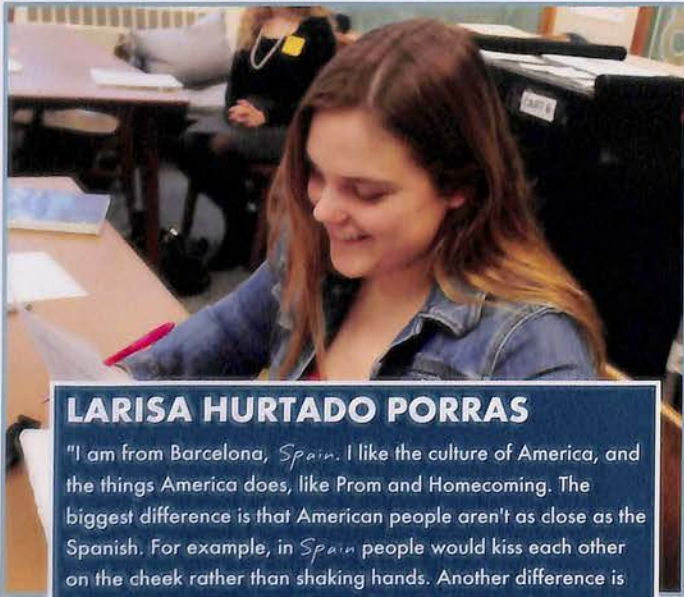 CART 6
LARISA HURTADO PORRAS
"I am from Barcelona, Spain. I like the culture of America, and
the things America does, like Prom and Homecoming. The
biggest difference is that American people aren't as close as the
Spanish. For example, in Spain people would kiss each other
on the cheek rather than shaking hands. Another difference is